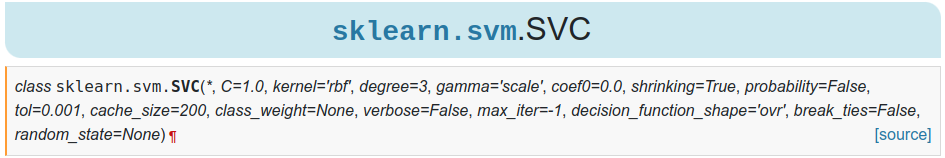 sklearn.svm.SVC
class sklearn.svm.SVC(*, C=1.0, kernel='rbf', degree=3, gamma='scale', coef0=0.0, shrinking=True, probability=False,
tol=0.001, cache_size=200, class_weight=None, verbose=False, max_iter=-1, decision_function_shape='ovr', break_ties=False,
random_state=None)¶ [source]